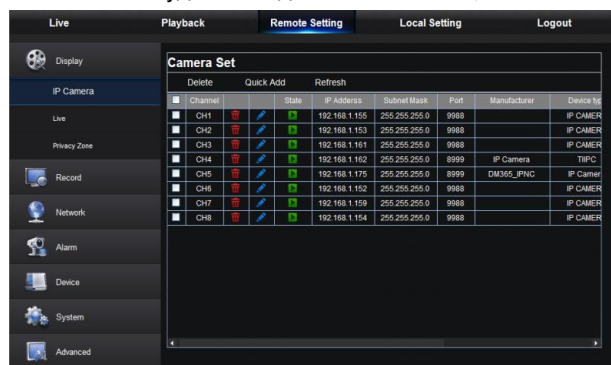 Live Playback Remote Setting Local Setting Logout
Display
IP Camera
Live
Privacy Zone
Record
Network
Alarm
Device
System
Advanced
Camera Set
Delete Quick Add Refresh
Channel State IP Adderss Subnet Mask Port Manufacturer Device typ
CH1 192.168.1.155 255.255.255.0 9988 IP CAMER
CH2 192.168.1.153 255.255.255.0 9988 IP CAMER
CH3 192.168.1.161 255.255.255.0 9988 IP CAMER
CH4 192.168.1.162 255.255.255.0 8999 IP Camera TIIPC
CH5 192.168.1.175 255.255.255.0 8999 DM365_IPNC IP Camer
CH6 192.168.1.152 255.255.255.0 9988 IP CAMER
CH7 192.168.1.159 255.255.255.0 9988 IP CAMER
CH8 192.168.1.154 255.255.255.0 9988 IP CAMER